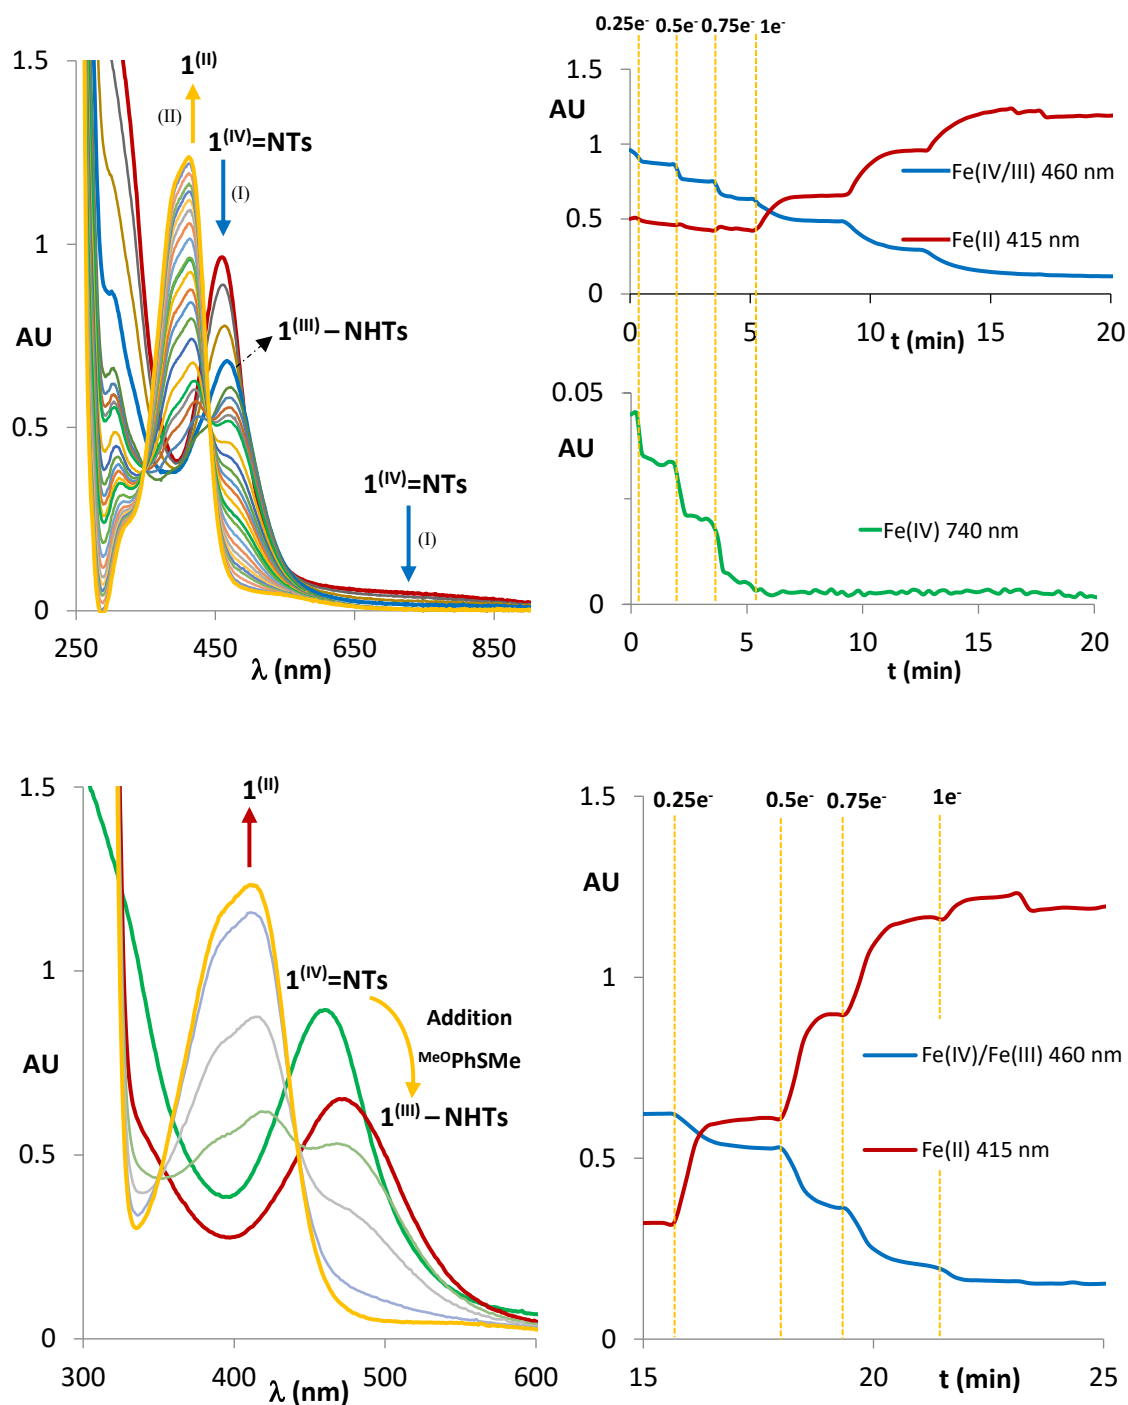 1.5
1
0.5
0
AU
250
450
650
850
λ (nm)
1(II)
(II)
1(IV)=NTs
(I)
1(III)–NHTs
1(IV)=NTs
(I)
0.25e-
0.5e-
0.75e-
1e-
1.5
AU
1
0.5
0
Fe(IV/III) 460 nm
Fe(II) 415 nm
0
5
10
15
20
t (min)
0.05
AU
0
Fe(IV) 740 nm
0
5
10
15
20
t (min)
1.5
1
AU
0.5
0
300
400
500
600
λ (nm)
1(II)
1(IV)=NTs
Addition
MeOPhSMe
1(III)–NHTs
1.5
AU
1
0.5
0
0.25e-
0.5e-
0.75e-
1e-
Fe(IV)/Fe(III) 460 nm
Fe(II) 415 nm
15
20
25
t (min)